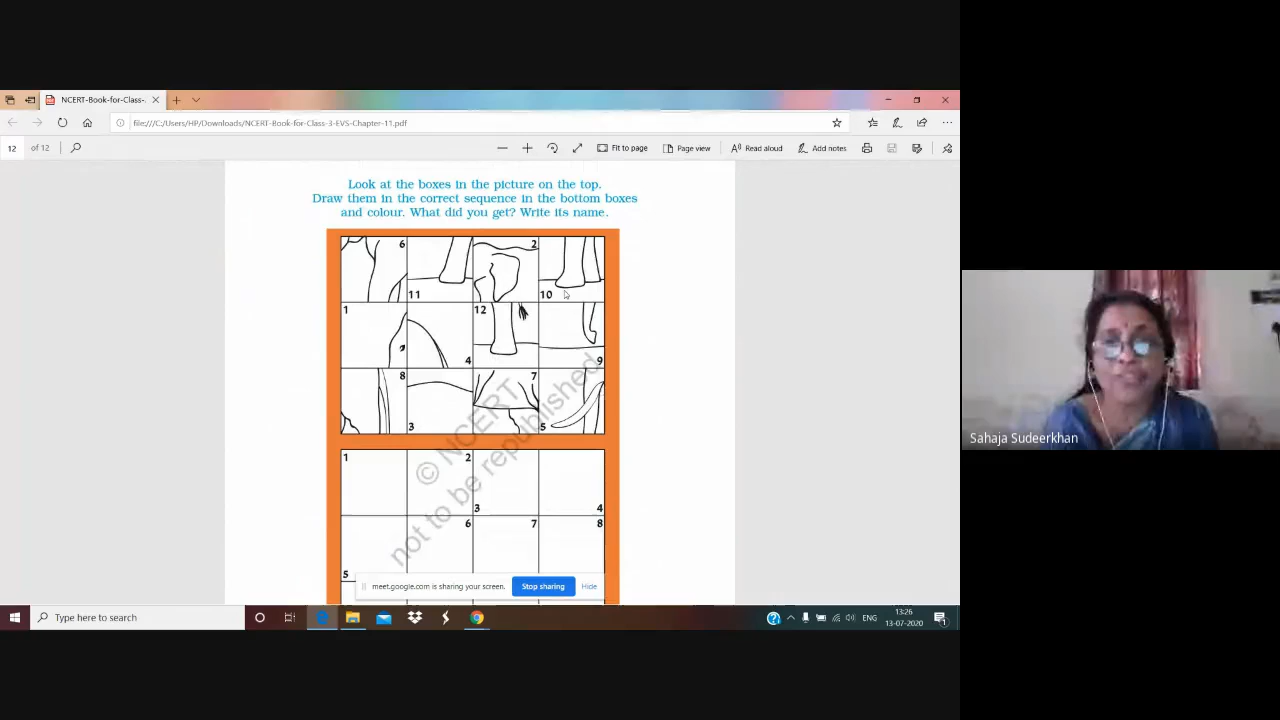 NCERT-Book-for-Class-
file:///C:/Users/HP/Downloads/NCERT-Book-for-Class-3-EVS-Chapter-11.pdf
12 of 12
Fit to page
Page view
Read aloud
Add notes
Look at the boxes in the picture on the top.
Draw them in the correct sequence in the bottom boxes
and colour. What did you get? Write its name.
6 11 2 10
1 4 12 9
8 3 7 5
© NCERT
not to be republished
1 2 3 4
5 6 7 8
meet.google.com is sharing your screen.
Stop sharing
Hide
Sahaja Sudeerkhan
Type here to search
ENG
13:26
13-07-2020
1